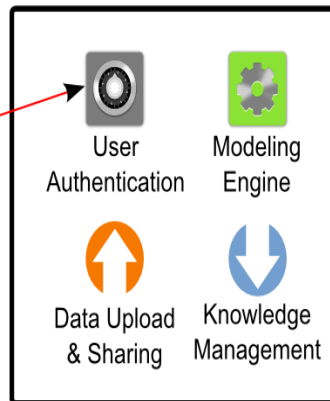 User
Authentication
Modeling
Engine
Data Upload
& Sharing
Knowledge
Management